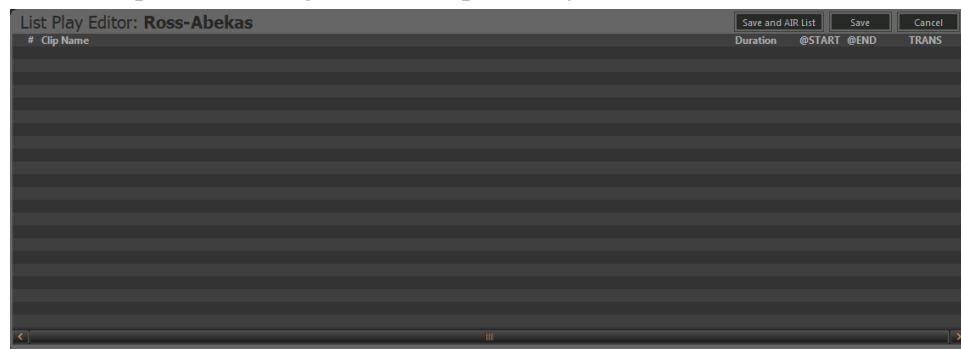 List Play Editor: Ross-Abekas Save and AIR List Save Cancel
# Clip Name Duration @START @END TRANS